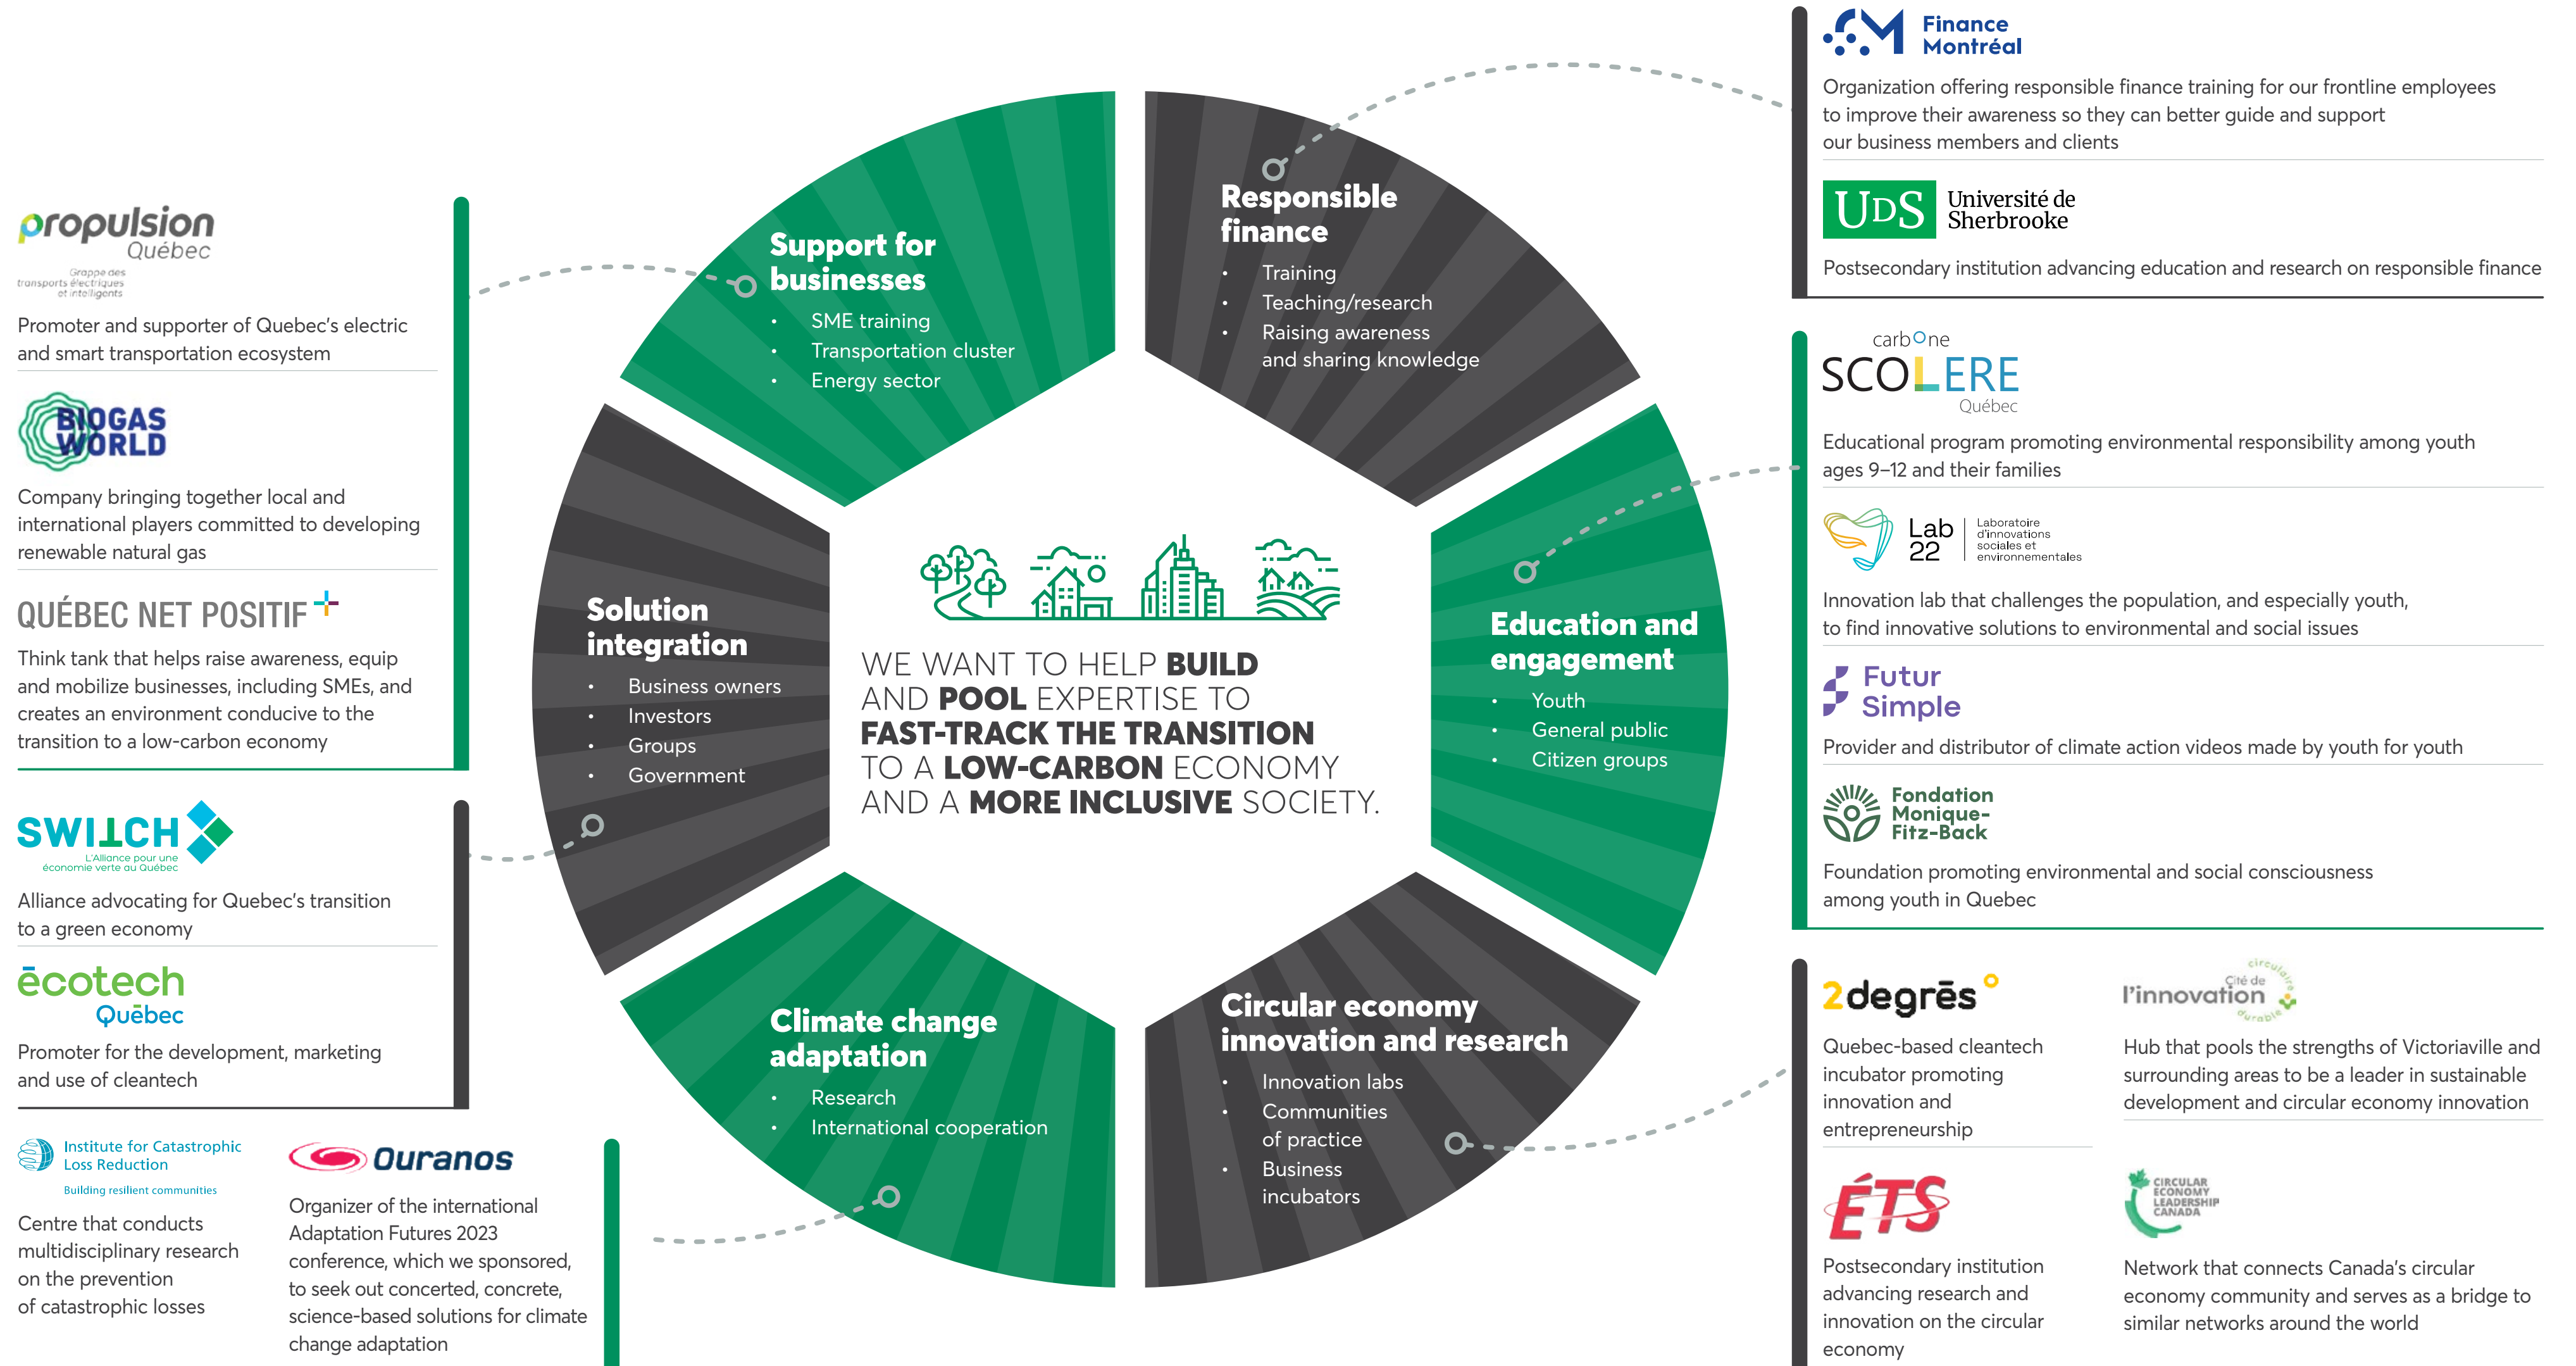 propulsion
Québec
Grappe des
transports électriques
et intelligents
Promoter and supporter of Quebec's electric
and smart transportation ecosystem
BIOGAS
WORLD
Company bringing together local and
international players committed to developing
renewable natural gas
QUÉBEC NET POSITIF
Think tank that helps raise awareness, equip
and mobilize businesses, including SMEs, and
creates an environment conducive to the
transition to a low-carbon economy
SWITCH
L'Alliance pour une
économie verte au Québec
Alliance advocating for Quebec's transition
to a green economy
ēcotech
Québec
Promoter for the development, marketing
and use of cleantech
Institute for Catastrophic
Loss Reduction
Building resilient communities
Centre that conducts
multidisciplinary research
on the prevention
of catastrophic losses
Ouranos
Organizer of the international
Adaptation Futures 2023
conference, which we sponsored,
to seek out concerted, concrete,
science-based solutions for climate
change adaptation
Support for
businesses
• SME training
• Transportation cluster
• Energy sector
Responsible
finance
• Training
• Teaching/research
• Raising awareness
and sharing knowledge
Solution
integration
• Business owners
• Investors
• Groups
• Government
WE WANT TO HELP BUILD
AND POOL EXPERTISE TO
FAST-TRACK THE TRANSITION
TO A LOW-CARBON ECONOMY
AND A MORE INCLUSIVE SOCIETY.
Education and
engagement
• Youth
• General public
• Citizen groups
Climate change
adaptation
• Research
• International cooperation
Circular economy
innovation and research
• Innovation labs
• Communities
of practice
• Business
incubators
Finance
Montréal
Organization offering responsible finance training for our frontline employees
to improve their awareness so they can better guide and support
our business members and clients
UDS
Université de
Sherbrooke
Postsecondary institution advancing education and research on responsible finance
carbone
SCOLERE
Québec
Educational program promoting environmental responsibility among youth
ages 9–12 and their families
Lab
22
Laboratoire
d'innovations
sociales et
environnementales
Innovation lab that challenges the population, and especially youth,
to find innovative solutions to environmental and social issues
Futur
Simple
Provider and distributor of climate action videos made by youth for youth
Fondation
Monique-
Fitz-Back
Foundation promoting environmental and social consciousness
among youth in Quebec
2degrēs°
Quebec-based cleantech
incubator promoting
innovation and
entrepreneurship
circulaire
Cité de
l'innovation
durable
Hub that pools the strengths of Victoriaville and
surrounding areas to be a leader in sustainable
development and circular economy innovation
ÉTS
Postsecondary institution
advancing research and
innovation on the circular
economy
CIRCULAR
ECONOMY
LEADERSHIP
CANADA
Network that connects Canada's circular
economy community and serves as a bridge to
similar networks around the world